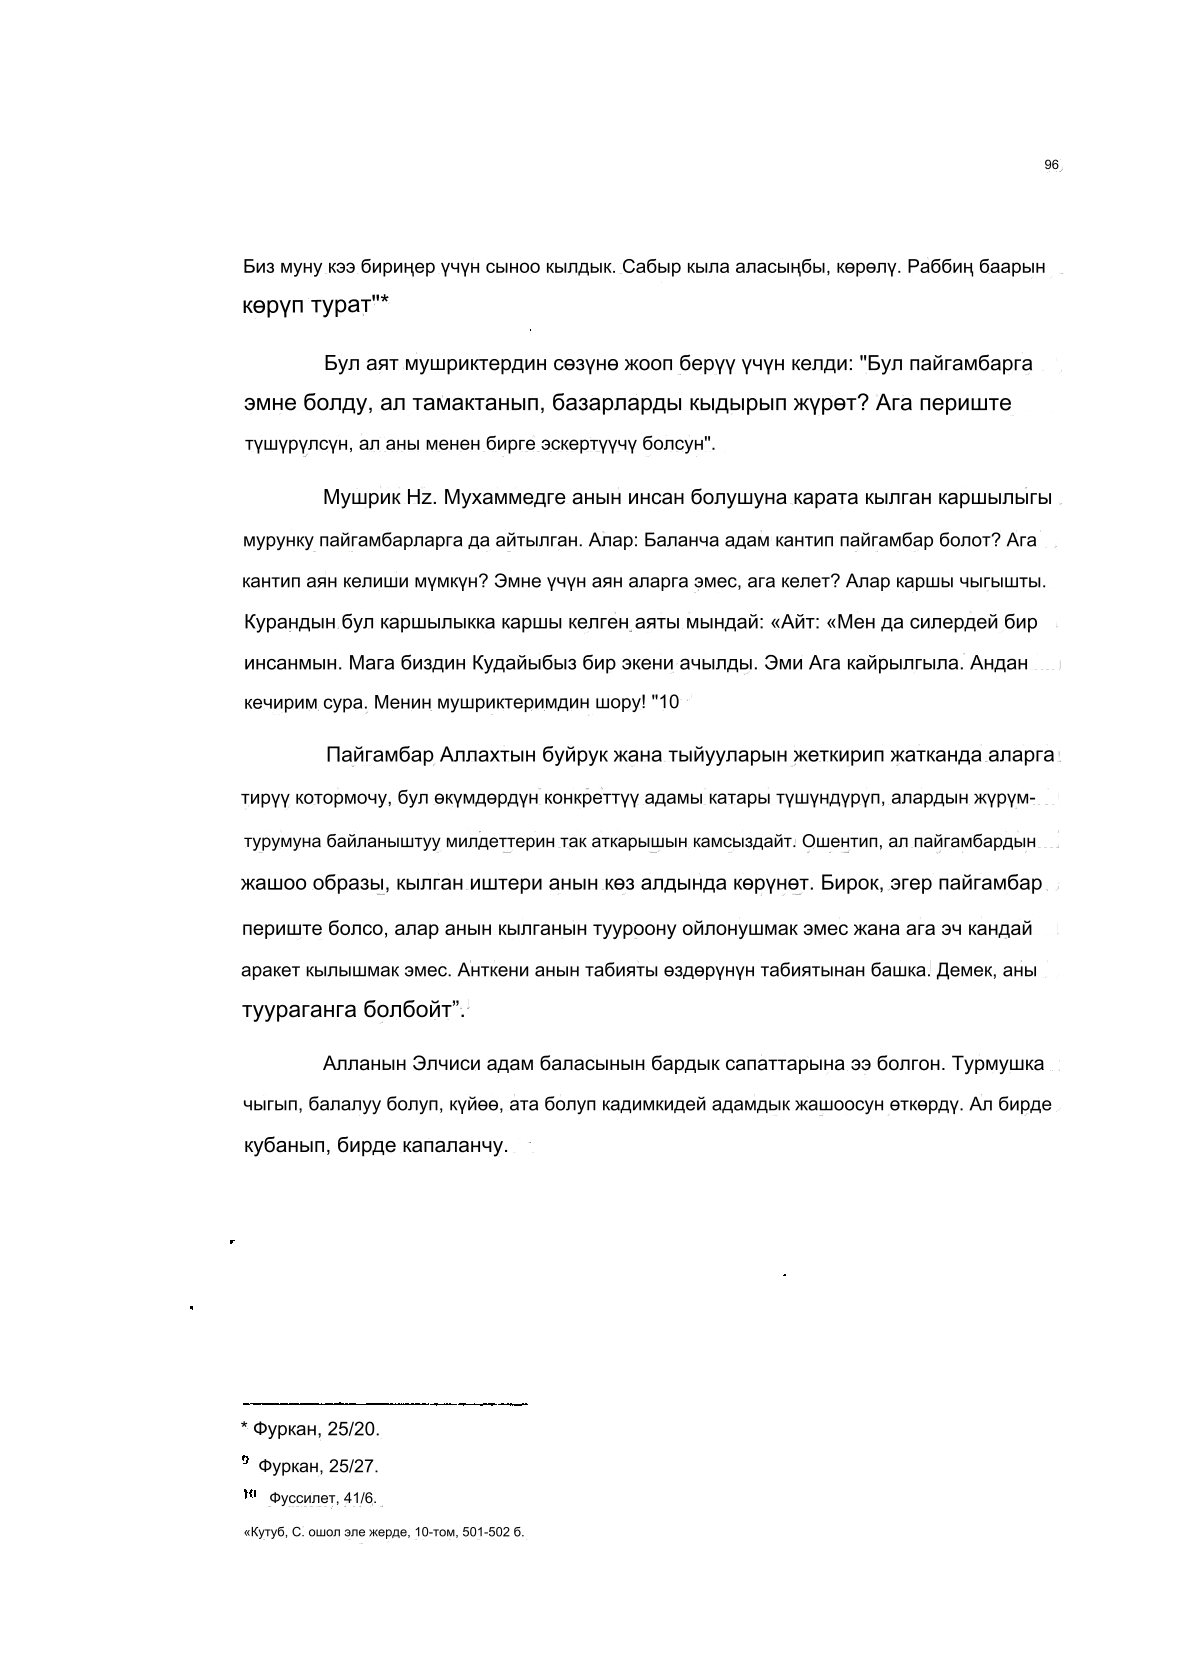 96
Биз муну кээ бириңер үчүн сыноо кылдык. Сабыр кыла аласыңбы, көрөлү. Раббиң баарын
көрүп турат"*
Бул аят мушриктердин сөзүнө жооп берүү үчүн келди: "Бул пайгамбарга
эмне болду, ал тамактанып, базарларды кыдырып жүрөт? Ага периште
түшүрүлсүн, ал аны менен бирге эскертүүчү болсун".
Мушрик Hz. Мухаммедге анын инсан болушуна карата кылган каршылыгы
мурунку пайгамбарларга да айтылган. Алар: Баланча адам кантип пайгамбар болот? Ага
кантип аян келиши мүмкүн? Эмне үчүн аян аларга эмес, ага келет? Алар каршы чыгышты.
Курандын бул каршылыкка каршы келген аяты мындай: «Айт: «Мен да силердей бир
инсанмын. Мага биздин Кудайыбыз бир экени ачылды. Эми Ага кайрылгыла. Андан
кечирим сура. Менин мушриктеримдин шору! "10
Пайгамбар Аллахтын буйрук жана тыйууларын жеткирип жатканда аларга
тирүү котормочу, бул өкүмдөрдүн конкреттүү адамы катары түшүндүрүп, алардын жүрүм-
турумуна байланыштуу милдеттерин так аткарышын камсыздайт. Ошентип, ал пайгамбардын
жашоо образы, кылган иштери анын көз алдында көрүнөт. Бирок, эгер пайгамбар
периште болсо, алар анын кылганын туурооону ойлонушмак эмес жана ага эч кандай
аракет кылышмак эмес. Анткени анын табияты өздөрүнүн табиятынан башка. Демек, аны
туураганга болбойт”.
Алланын Элчиси адам баласынын бардык сапаттарына ээ болгон. Турмушка
чыгып, балалуу болуп, күйөө, ата болуп кадимкидей адамдык жашоосун өткөрдү. Ал бирде
кубанып, бирде капаланчу.
* Фуркан, 25/20.
9 Фуркан, 25/27.
10 Фуссилет, 41/6.
«Кутуб, С. ошол эле жерде, 10-том, 501-502 б.